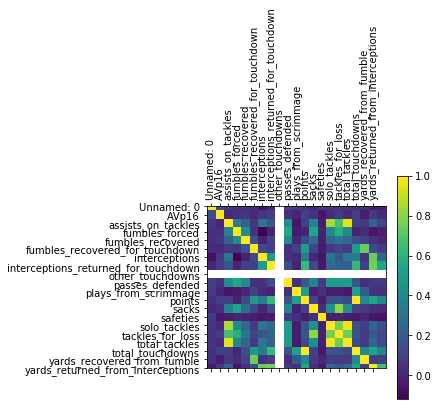 Unnamed: 0
AVp16
assists_on_tackles
fumbles_forced
fumbles_recovered
fumbles_recovered_for_touchdown
interceptions
interceptions_returned_for_touchdown
other_touchdowns
passes_defended
plays_from_scrimmage
points
sacks
safeties
solo_tackles
tackles_for_loss
total_tackles
total_touchdowns
yards_recovered_from_fumble
yards_returned_from_interceptions
Unnamed: 0
AVp16
assists_on_tackles
fumbles_forced
fumbles_recovered
fumbles_recovered_for_touchdown
interceptions
interceptions_returned_for_touchdown
other_touchdowns
passes_defended
plays_from_scrimmage
points
sacks
safeties
solo_tackles
tackles_for_loss
total_tackles
total_touchdowns
yards_recovered_from_fumble
yards_returned_from_interceptions
1.0
0.8
0.6
0.4
0.2
0.0